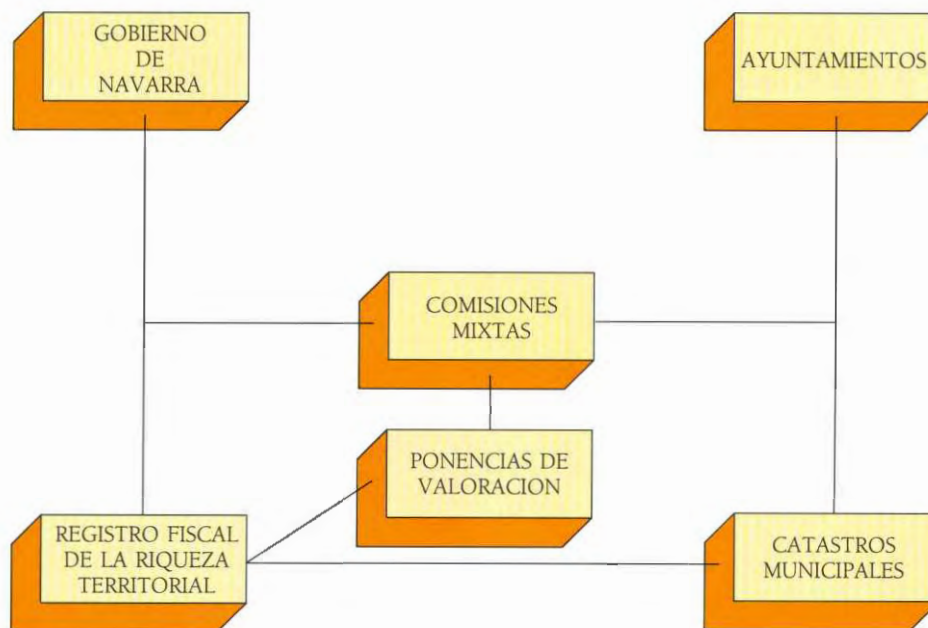 GOBIERNO
DE
NAVARRA
AYUNTAMIENTOS
COMISIONES
MIXTAS
PONENCIAS DE
VALORACION
REGISTRO FISCAL
DE LA RIQUEZA
TERRITORIAL
CATASTROS
MUNICIPALES